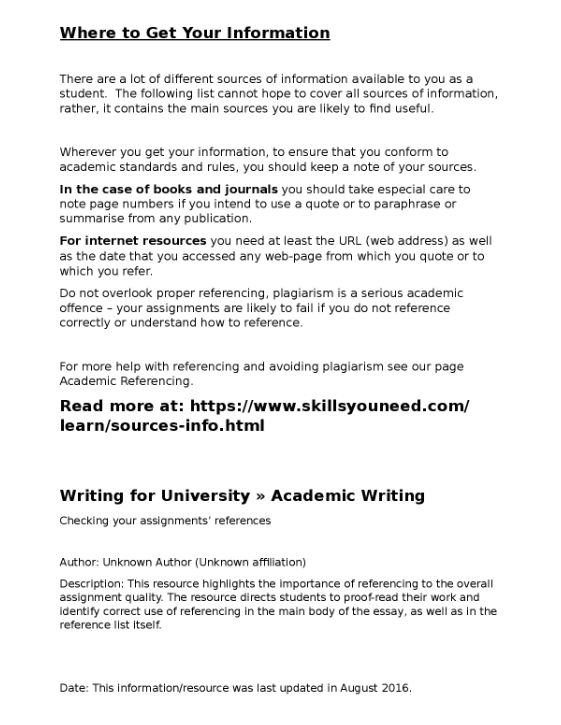 Where to Get Your Information
There are a lot of different sources of information available to you as a
student.  The following list cannot hope to cover all sources of information,
rather, it contains the main sources you are likely to find useful.
Wherever you get your information, to ensure that you conform to
academic standards and rules, you should keep a note of your sources.
In the case of books and journals you should take especial care to
note page numbers if you intend to use a quote or to paraphrase or
summarise from any publication.
For internet resources you need at least the URL (web address) as well
as the date that you accessed any web-page from which you quote or to
which you refer.
Do not overlook proper referencing, plagiarism is a serious academic
offence – your assignments are likely to fail if you do not reference
correctly or understand how to reference.
For more help with referencing and avoiding plagiarism see our page
Academic Referencing.
Read more at: https://www.skillsyouneed.com/
learn/sources-info.html
Writing for University » Academic Writing
Checking your assignments’ references
Author: Unknown Author (Unknown affiliation)
Description: This resource highlights the importance of referencing to the overall
assignment quality. The resource directs students to proof-read their work and
identify correct use of referencing in the main body of the essay, as well as in the
reference list itself.
Date: This information/resource was last updated in August 2016.